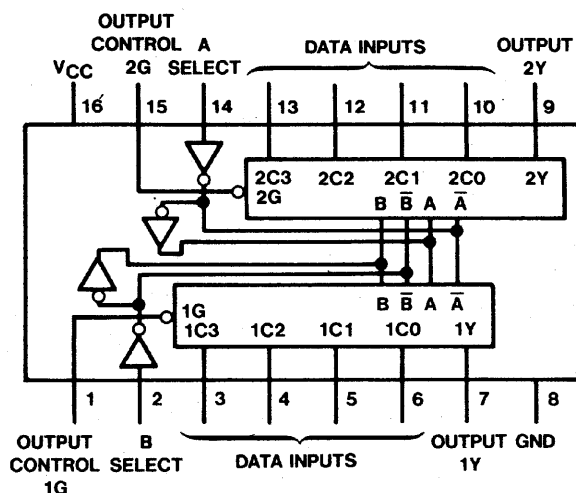 OUTPUT
CONTROL A DATA INPUTS OUTPUT
VCC 2G SELECT 2Y
16 15 14 13 12 11 10 9
2C3 2C2 2C1 2C0 2Y
2G
B B̅ A A̅
B B̅ A A̅
1G
1C3 1C2 1C1 1C0 1Y
1 2 3 4 5 6 7 8
OUTPUT B DATA INPUTS OUTPUT GND
CONTROL SELECT 1Y
1G